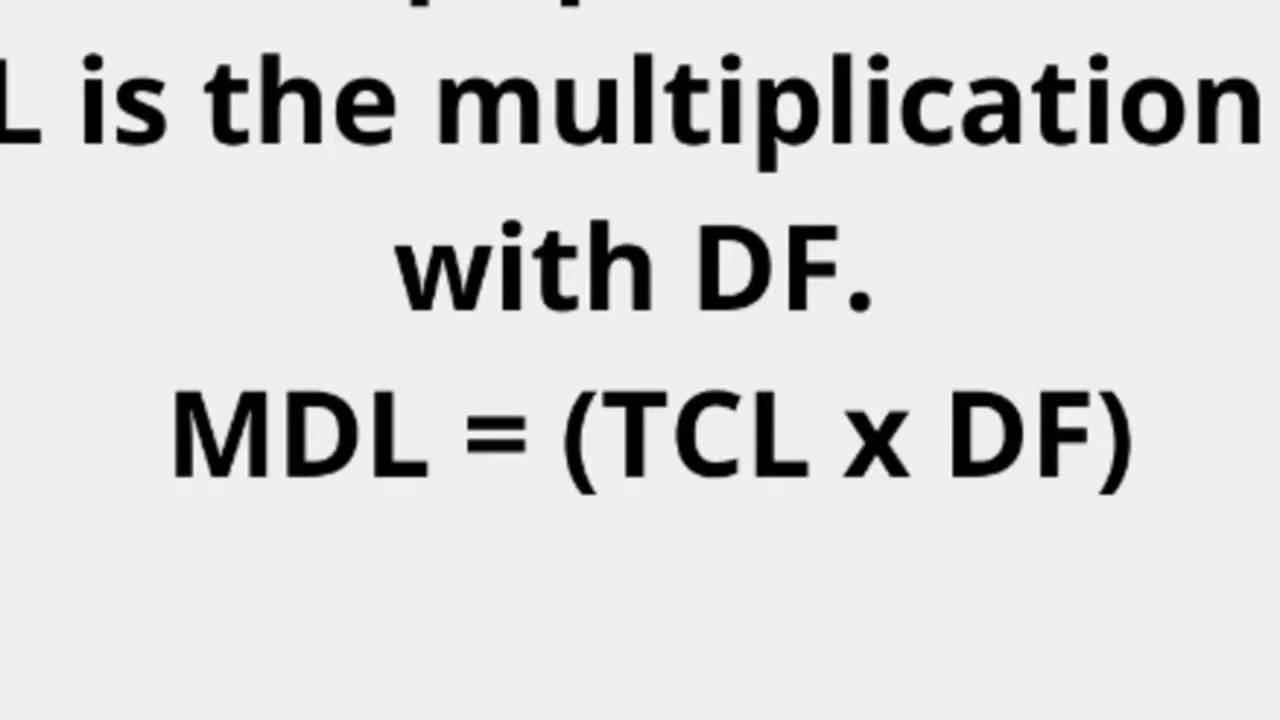 L is the multiplication
with DF.
MDL = (TCL x DF)